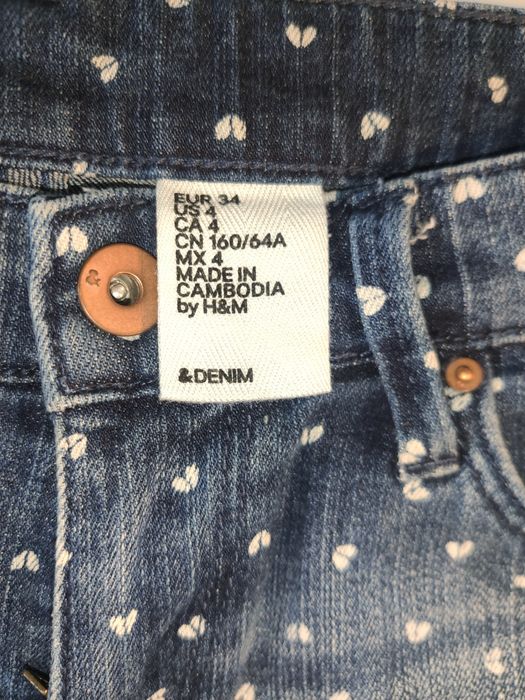 EUR 34
US 4
CA 4
CN 160/64A
MX 4
MADE IN
CAMBODIA
by H&M
&DENIM
&